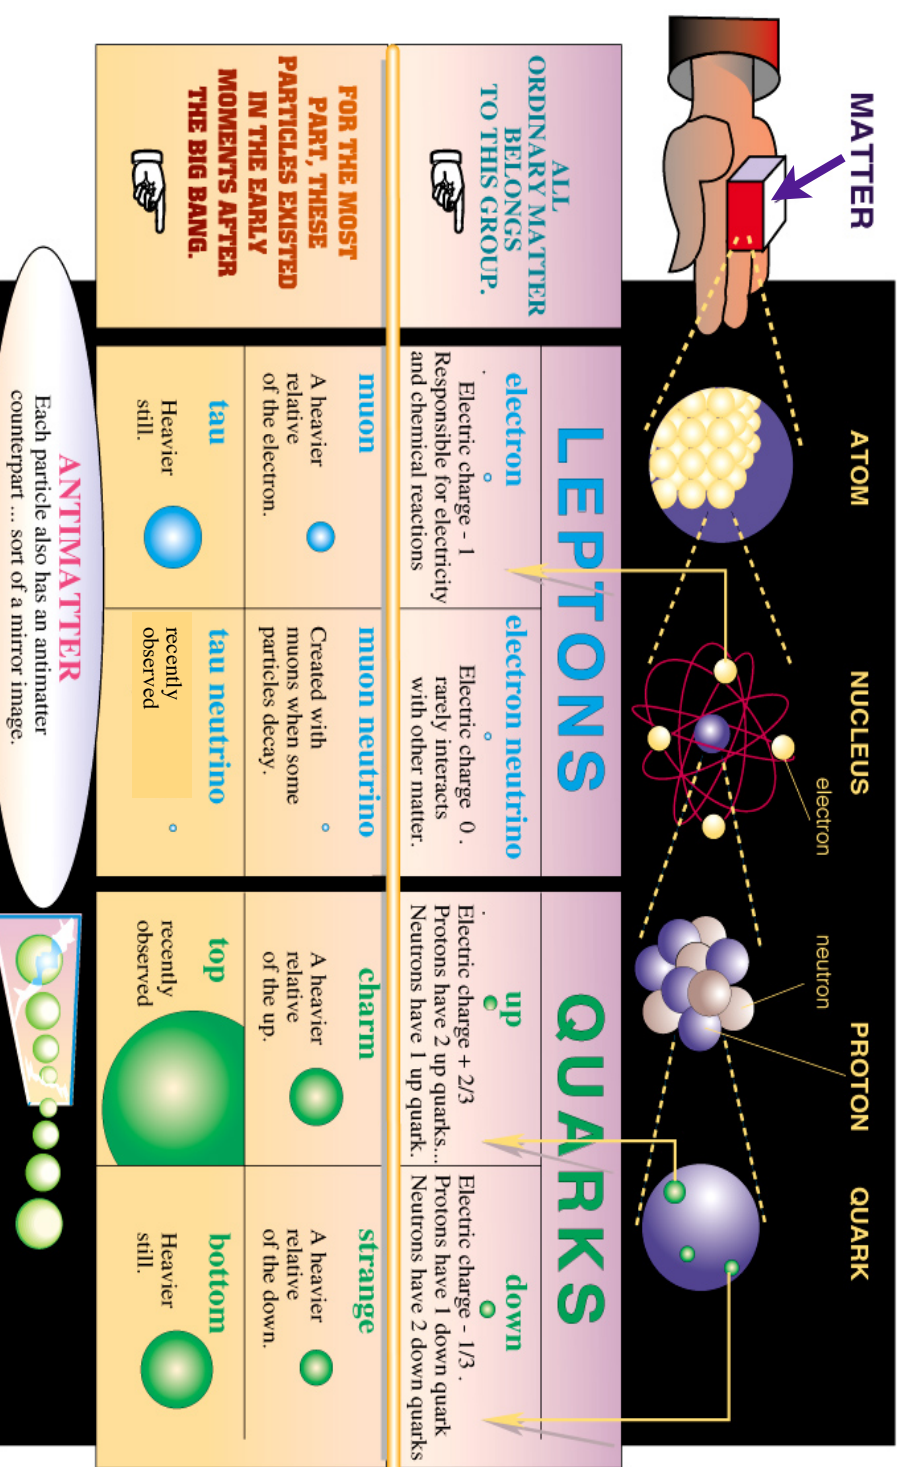 MATTER
ATOM
NUCLEUS
PROTON
QUARK
electron
neutron
ALL
ORDINARY MATTER
BELONGS
TO THIS GROUP.
LEPTONS
QUARKS
electron
Electric charge - 1
Responsible for electricity
and chemical reactions
electron neutrino
Electric charge 0 .
rarely interacts
with other matter.
up
Electric charge + 2/3
Protons have 2 up quarks...
Neutrons have 1 up quark.
down
Electric charge - 1/3 .
Protons have 1 down quark
Neutrons have 2 down quarks
FOR THE MOST
PART, THESE
PARTICLES EXISTED
IN THE EARLY
MOMENTS AFTER
THE BIG BANG.
muon
A heavier
relative
of the electron.
muon neutrino
Created with
muons when some
particles decay.
charm
A heavier
relative
of the up.
strange
A heavier
relative
of the down.
tau
Heavier
still.
tau neutrino
recently
observed
top
recently
observed
bottom
Heavier
still.
ANTIMATTER
Each particle also has an antimatter
counterpart ... sort of a mirror image.